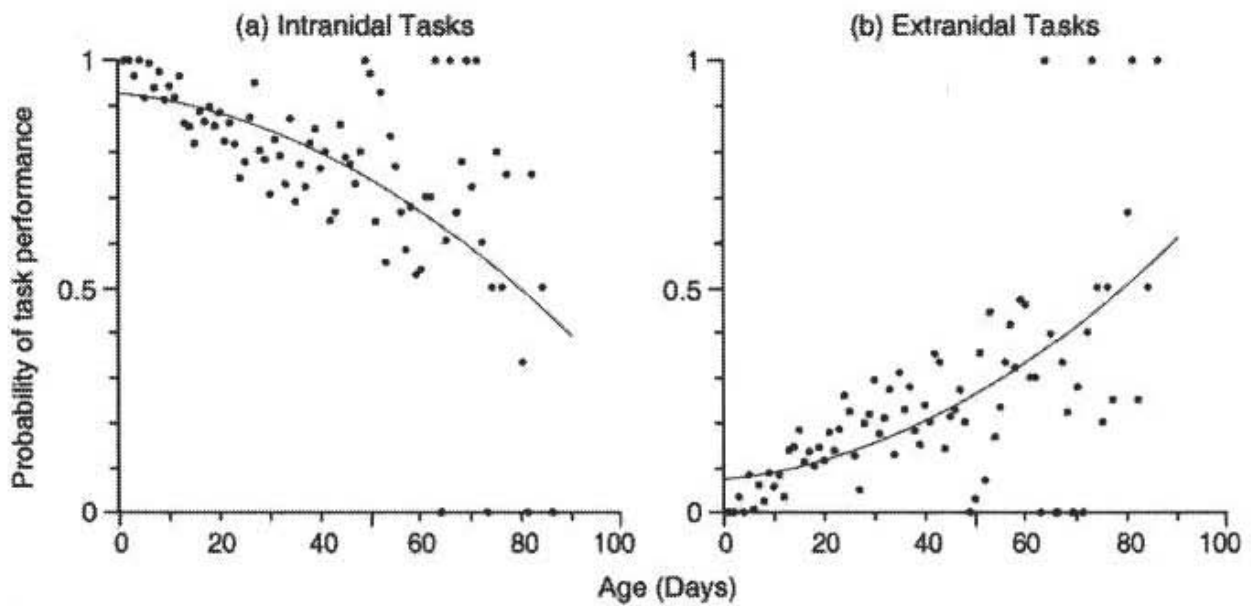 (a) Intranidal Tasks
(b) Extranidal Tasks
Probability of task performance
1
0.5
0
0 20 40 60 80 100
1
0.5
0
0 20 40 60 80 100
Age (Days)